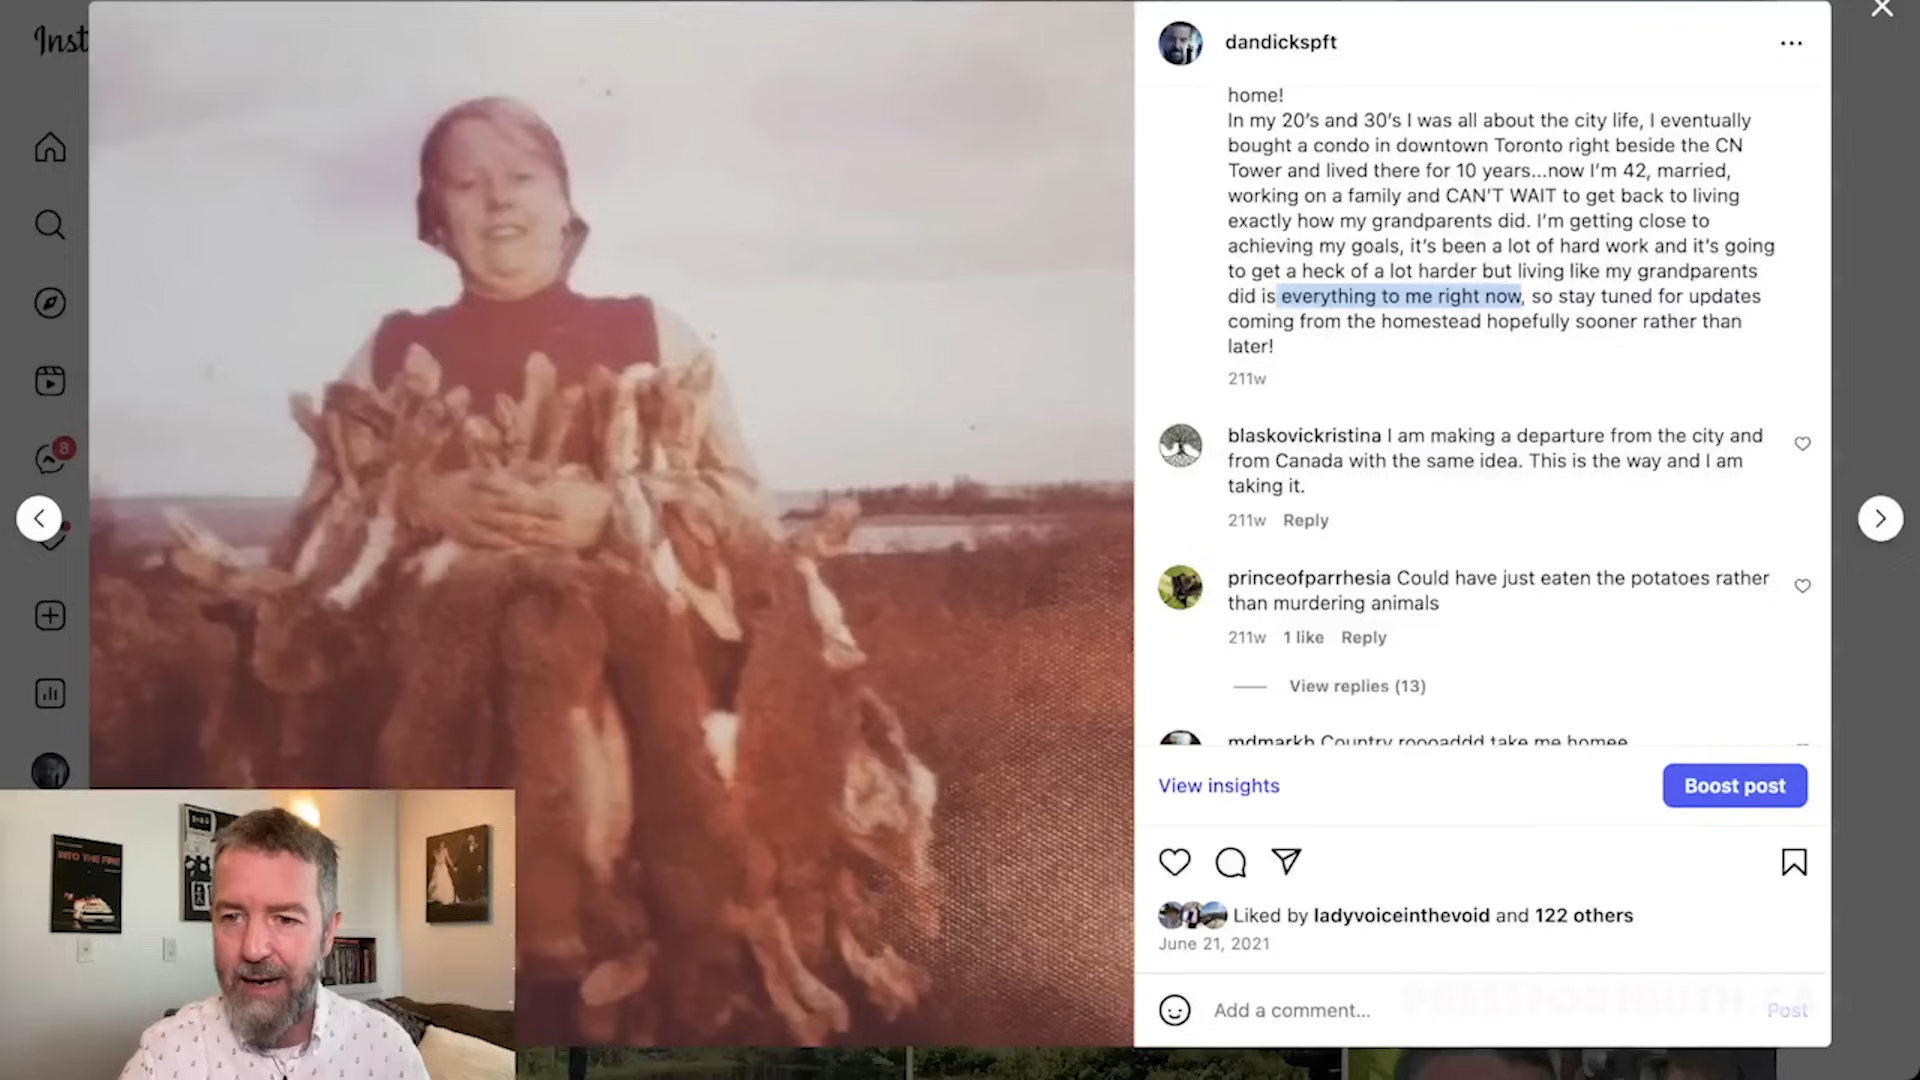 Inst
dandickspft
home!
In my 20's and 30's I was all about the city life, I eventually
bought a condo in downtown Toronto right beside the CN
Tower and lived there for 10 years...now I'm 42, married,
working on a family and CAN'T WAIT to get back to living
exactly how my grandparents did. I'm getting close to
achieving my goals, it's been a lot of hard work and it's going
to get a heck of a lot harder but living like my grandparents
did is everything to me right now, so stay tuned for updates
coming from the homestead hopefully sooner rather than
later!
211w
blaskovickristina I am making a departure from the city and
from Canada with the same idea. This is the way and I am
taking it.
211w Reply
princeofparrhesia Could have just eaten the potatoes rather
than murdering animals
211w 1 like Reply
View replies (13)
mdmarkh Country roooaddd take me homee
8
View insights
Boost post
Liked by ladyvoiceinthevoid and 122 others
June 21, 2021
Add a comment...
Post
PRESSFORTRUTH.CA
INTO THE FIRE